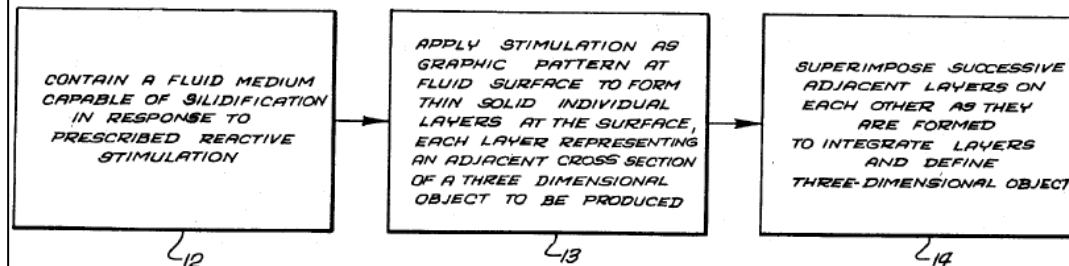 CONTAIN A FLUID MEDIUM
CAPABLE OF SILIDIFICATION
IN RESPONSE TO
PRESCRIBED REACTIVE
STIMULATION
12
APPLY STIMULATION AS
GRAPHIC PATTERN AT
FLUID SURFACE TO FORM
THIN SOLID INDIVIDUAL
LAYERS AT THE SURFACE,
EACH LAYER REPRESENTING
AN ADJACENT CROSS SECTION
OF A THREE DIMENSIONAL
OBJECT TO BE PRODUCED
13
SUPERIMPOSE SUCCESSIVE
ADJACENT LAYERS ON
EACH OTHER AS THEY
ARE FORMED
TO INTEGRATE LAYERS
AND DEFINE
THREE-DIMENSIONAL OBJECT
14